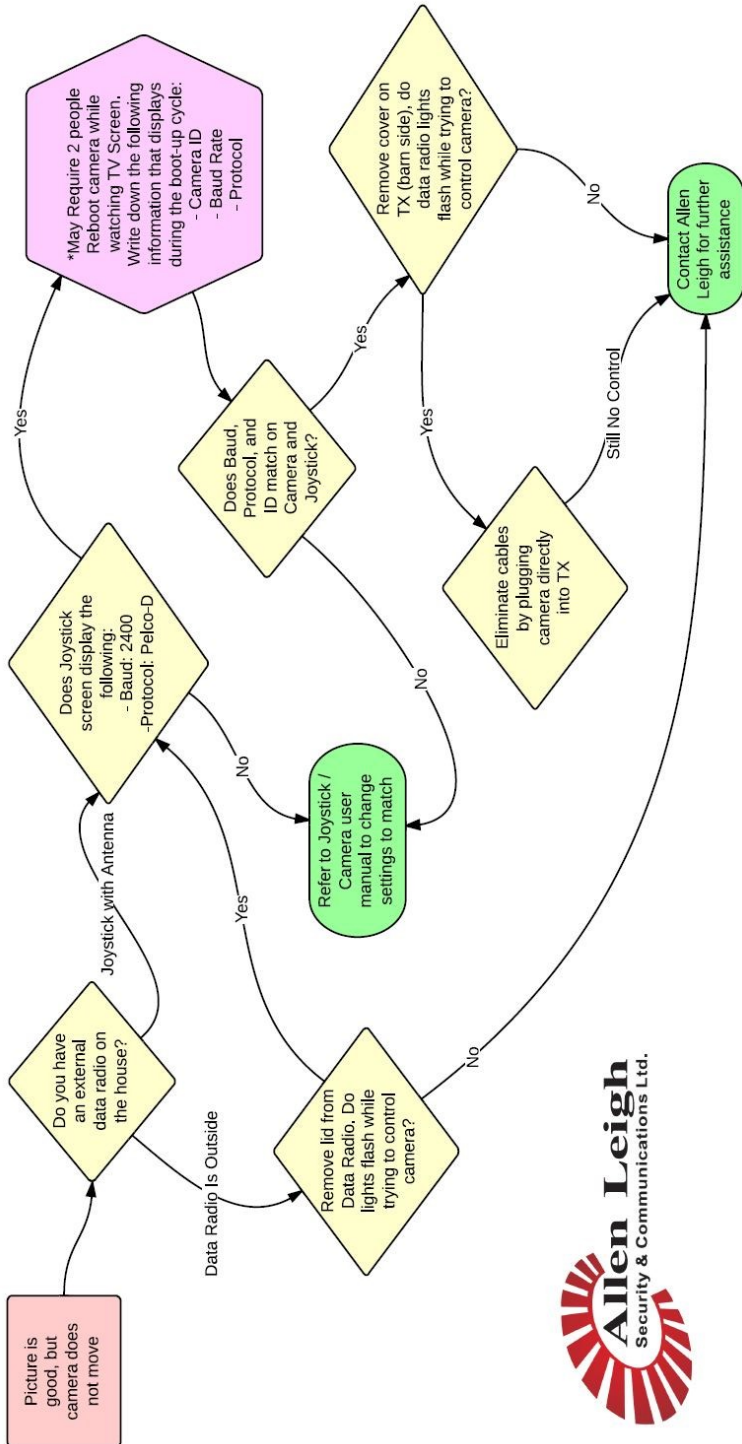 Picture is
good, but
camera does
not move
Do you have
an external
data radio on
the house?
Joystick with Antenna
Data Radio Is Outside
Does Joystick
screen display the
following:
- Baud: 2400
-Protocol: Pelco-D
Yes
No
*May Require 2 people
Reboot camera while
watching TV Screen.
Write down the following
information that displays
during the boot-up cycle:
- Camera ID
- Baud Rate
- Protocol
Remove lid from
Data Radio. Do
lights flash while
trying to control
camera?
Yes
No
Refer to Joystick /
Camera user
manual to change
settings to match
Does Baud,
Protocol, and
ID match on
Camera and
Joystick?
No
Yes
Remove cover on
TX (barn side), do
data radio lights
flash while trying to
control camera?
Yes
No
Eliminate cables
by plugging
camera directly
into TX
Still No Control
Contact Allen
Leigh for further
assistance
Allen Leigh
Security & Communications Ltd.